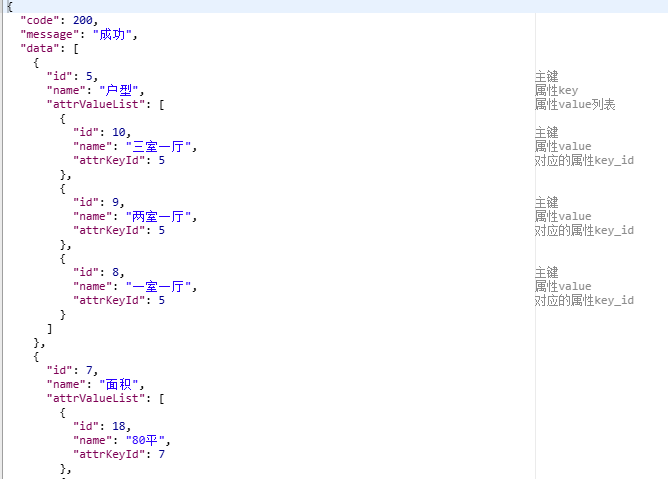 {
"code": 200,
"message": "成功",
"data": [
{
"id": 5, 主键
"name": "户型", 属性key
"attrValueList": [ 属性value列表
{
"id": 10, 主键
"name": "三室一厅", 属性value
"attrKeyId": 5 对应的属性key_id
},
{
"id": 9, 主键
"name": "两室一厅", 属性value
"attrKeyId": 5 对应的属性key_id
},
{
"id": 8, 主键
"name": "一室一厅", 属性value
"attrKeyId": 5 对应的属性key_id
}
]
},
{
"id": 7,
"name": "面积",
"attrValueList": [
{
"id": 18,
"name": "80平",
"attrKeyId": 7
},